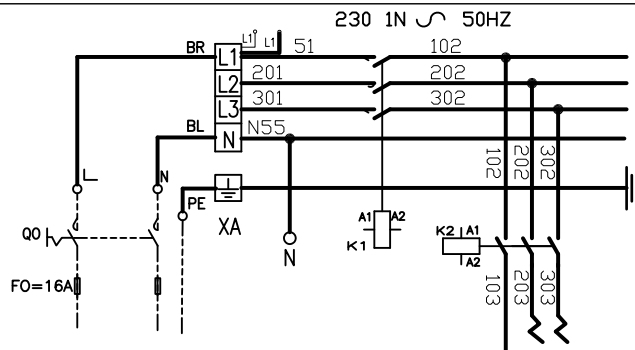 230 1N 50HZ
L1 L1
BR L1 51 102
L2 201 202
L3 301 302
BL N N55
102 202 302
L N PE
XA
N
A1 A2
K1
K2 A1
A2
Q0
FO=16A
103 203 303